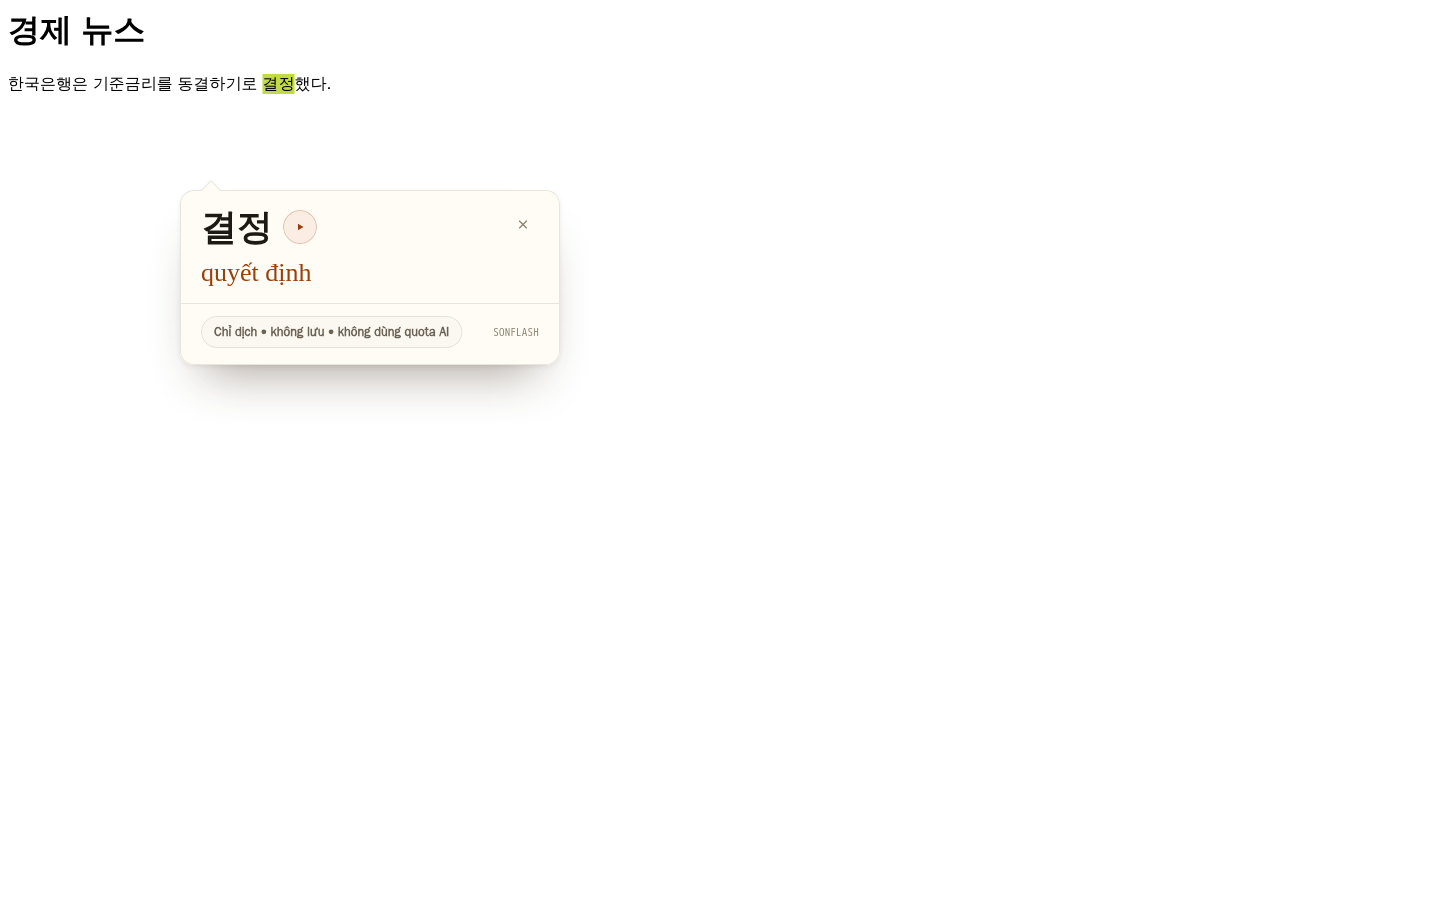 경제 뉴스
한국은행은 기준금리를 동결하기로 결정했다.
결정
quyết định
Chỉ dịch • không lưu • không dùng quota AI
SONFLASH